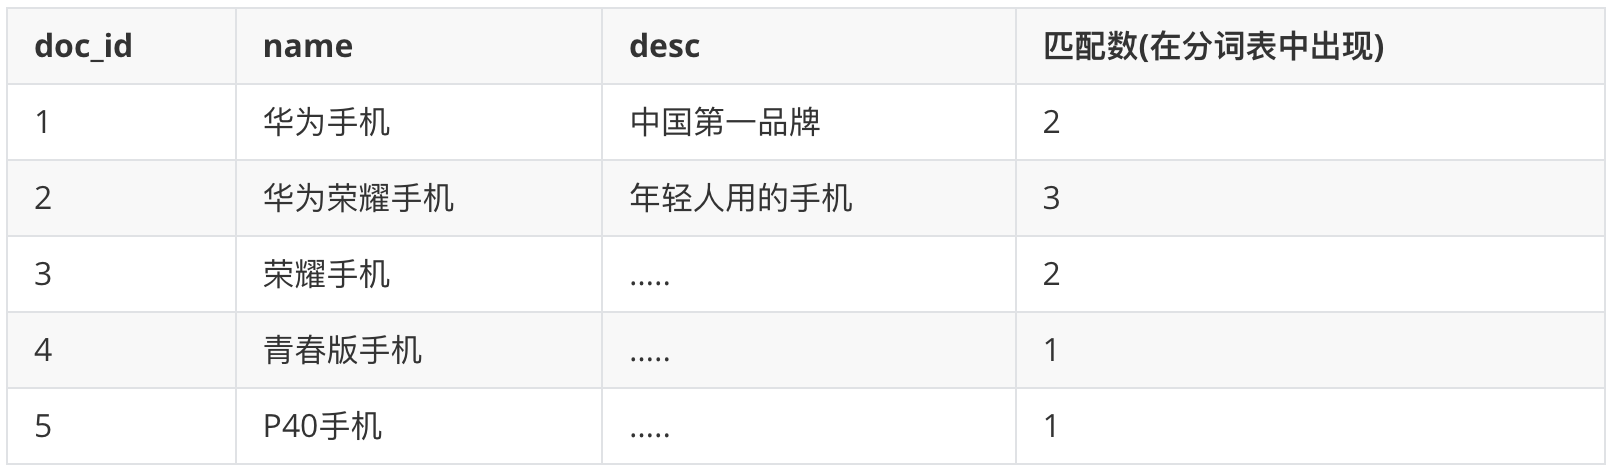 doc_id name desc 匹配数(在分词表中出现)
1 华为手机 中国第一品牌 2
2 华为荣耀手机 年轻人用的手机 3
3 荣耀手机 ..... 2
4 青春版手机 ..... 1
5 P40手机 ..... 1